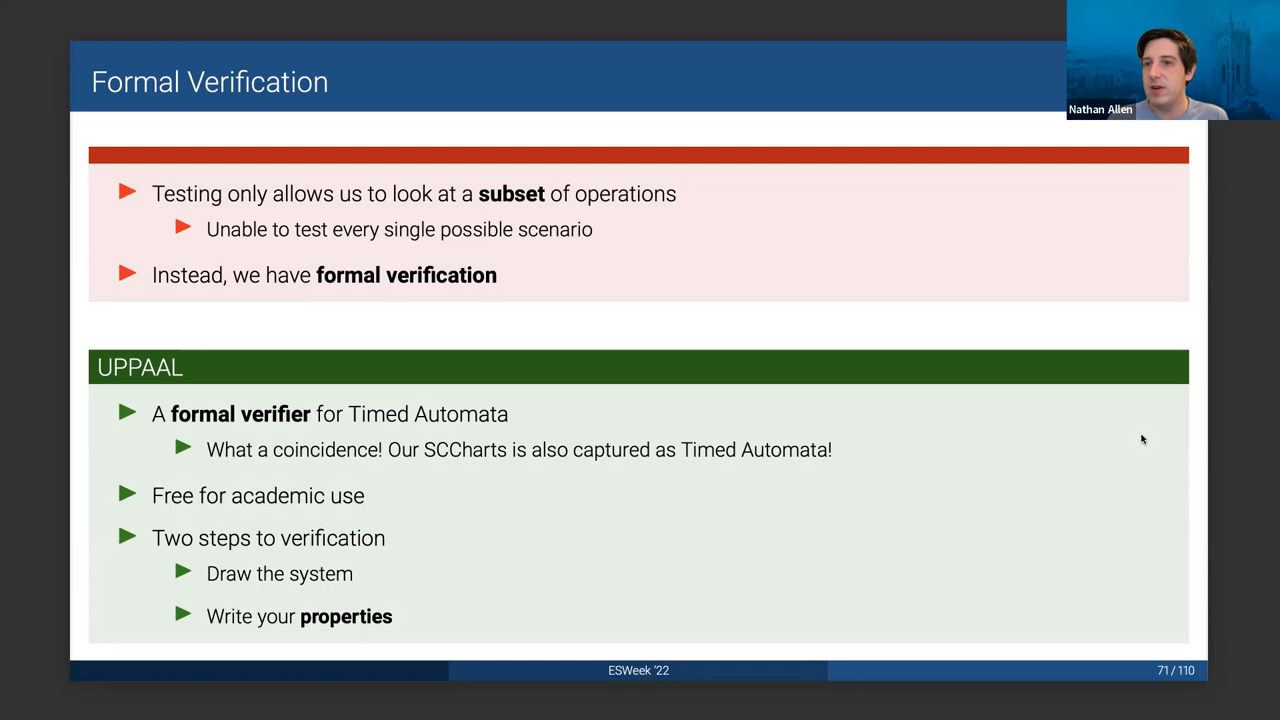 Formal Verification
Nathan Allen
Testing only allows us to look at a subset of operations
Unable to test every single possible scenario
Instead, we have formal verification
UPPAAL
A formal verifier for Timed Automata
What a coincidence! Our SCCharts is also captured as Timed Automata!
Free for academic use
Two steps to verification
Draw the system
Write your properties
ESWeek '22
71 / 110